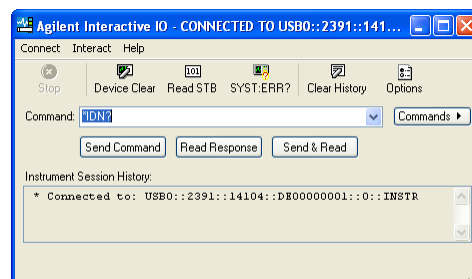 Agilent Interactive IO - CONNECTED TO USB0::2391::141...
Connect Interact Help
Stop Device Clear Read STB SYST:ERR? Clear History Options
Command: *IDN? Commands
Send Command Read Response Send & Read
Instrument Session History:
* Connected to: USB0::2391::14104::DE00000001::0::INSTR